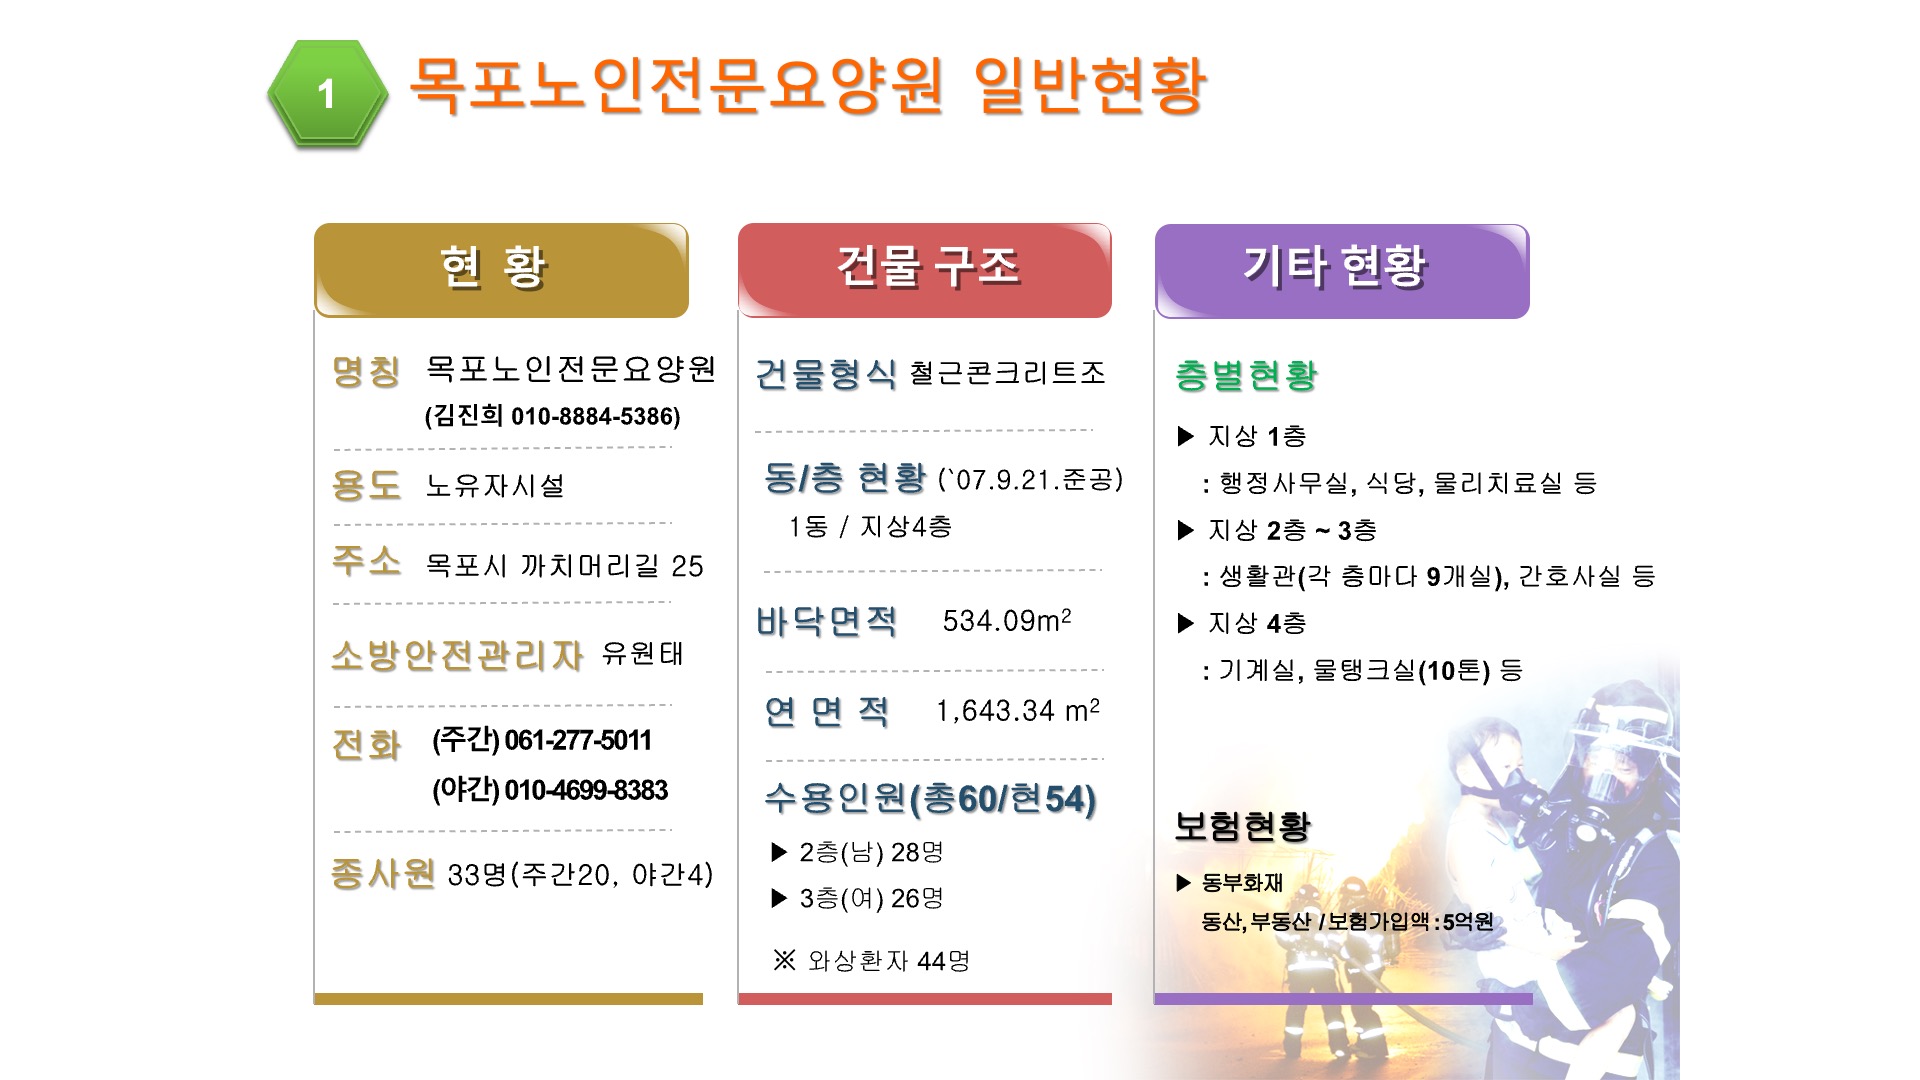 1
목포노인전문요양원 일반현황
현 황
명칭 목포노인전문요양원
(김진희 010-8884-5386)
용도 노유자시설
주소 목포시 까치머리길 25
소방안전관리자 유원태
전화 (주간) 061-277-5011
(야간) 010-4699-8383
종사원 33명(주간20, 야간4)
건물 구조
건물형식 철근콘크리트조
동/층 현황 (`07.9.21.준공)
1동 / 지상4층
바닥면적 534.09m²
연 면 적 1,643.34 m²
수용인원(총60/현54)
▶ 2층(남) 28명
▶ 3층(여) 26명
※ 와상환자 44명
기타 현황
층별현황
▶ 지상 1층
: 행정사무실, 식당, 물리치료실 등
▶ 지상 2층 ~ 3층
: 생활관(각 층마다 9개실), 간호사실 등
▶ 지상 4층
: 기계실, 물탱크실(10톤) 등
보험현황
▶ 동부화재
동산, 부동산 / 보험가입액 : 5억원